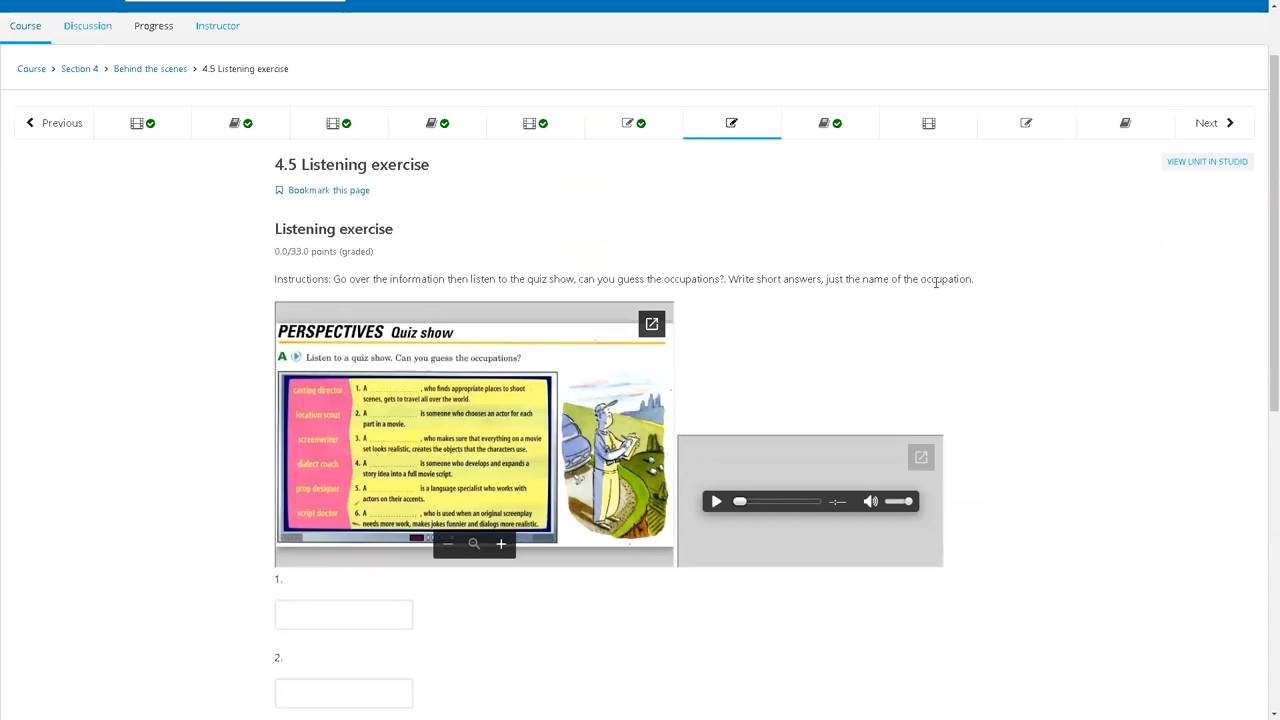 Course Discussion Progress Instructor
Course > Section 4 > Behind the scenes > 4.5 Listening exercise
Previous Next
4.5 Listening exercise
VIEW UNIT IN STUDIO
Bookmark this page
Listening exercise
0.0/33.0 points (graded)
Instructions: Go over the information then listen to the quiz show, can you guess the occupations?. Write short answers, just the name of the occupation.
PERSPECTIVES Quiz show
A Listen to a quiz show. Can you guess the occupations?
casting director
location scout
screenwriter
dialect coach
prop designer
script doctor
1. A .............. , who finds appropriate places to shoot
scenes, gets to travel all over the world.
2. A .............. is someone who chooses an actor for each
part in a movie.
3. A .............. , who makes sure that everything on a movie
set looks realistic, creates the objects that the characters use.
4. A .............. is someone who develops and expands a
story idea into a full movie script.
5. A .............. is a language specialist who works with
actors on their accents.
6. A .............. , who is used when an original screenplay
needs more work, makes jokes funnier and dialogs more realistic.
-:--
1.
2.